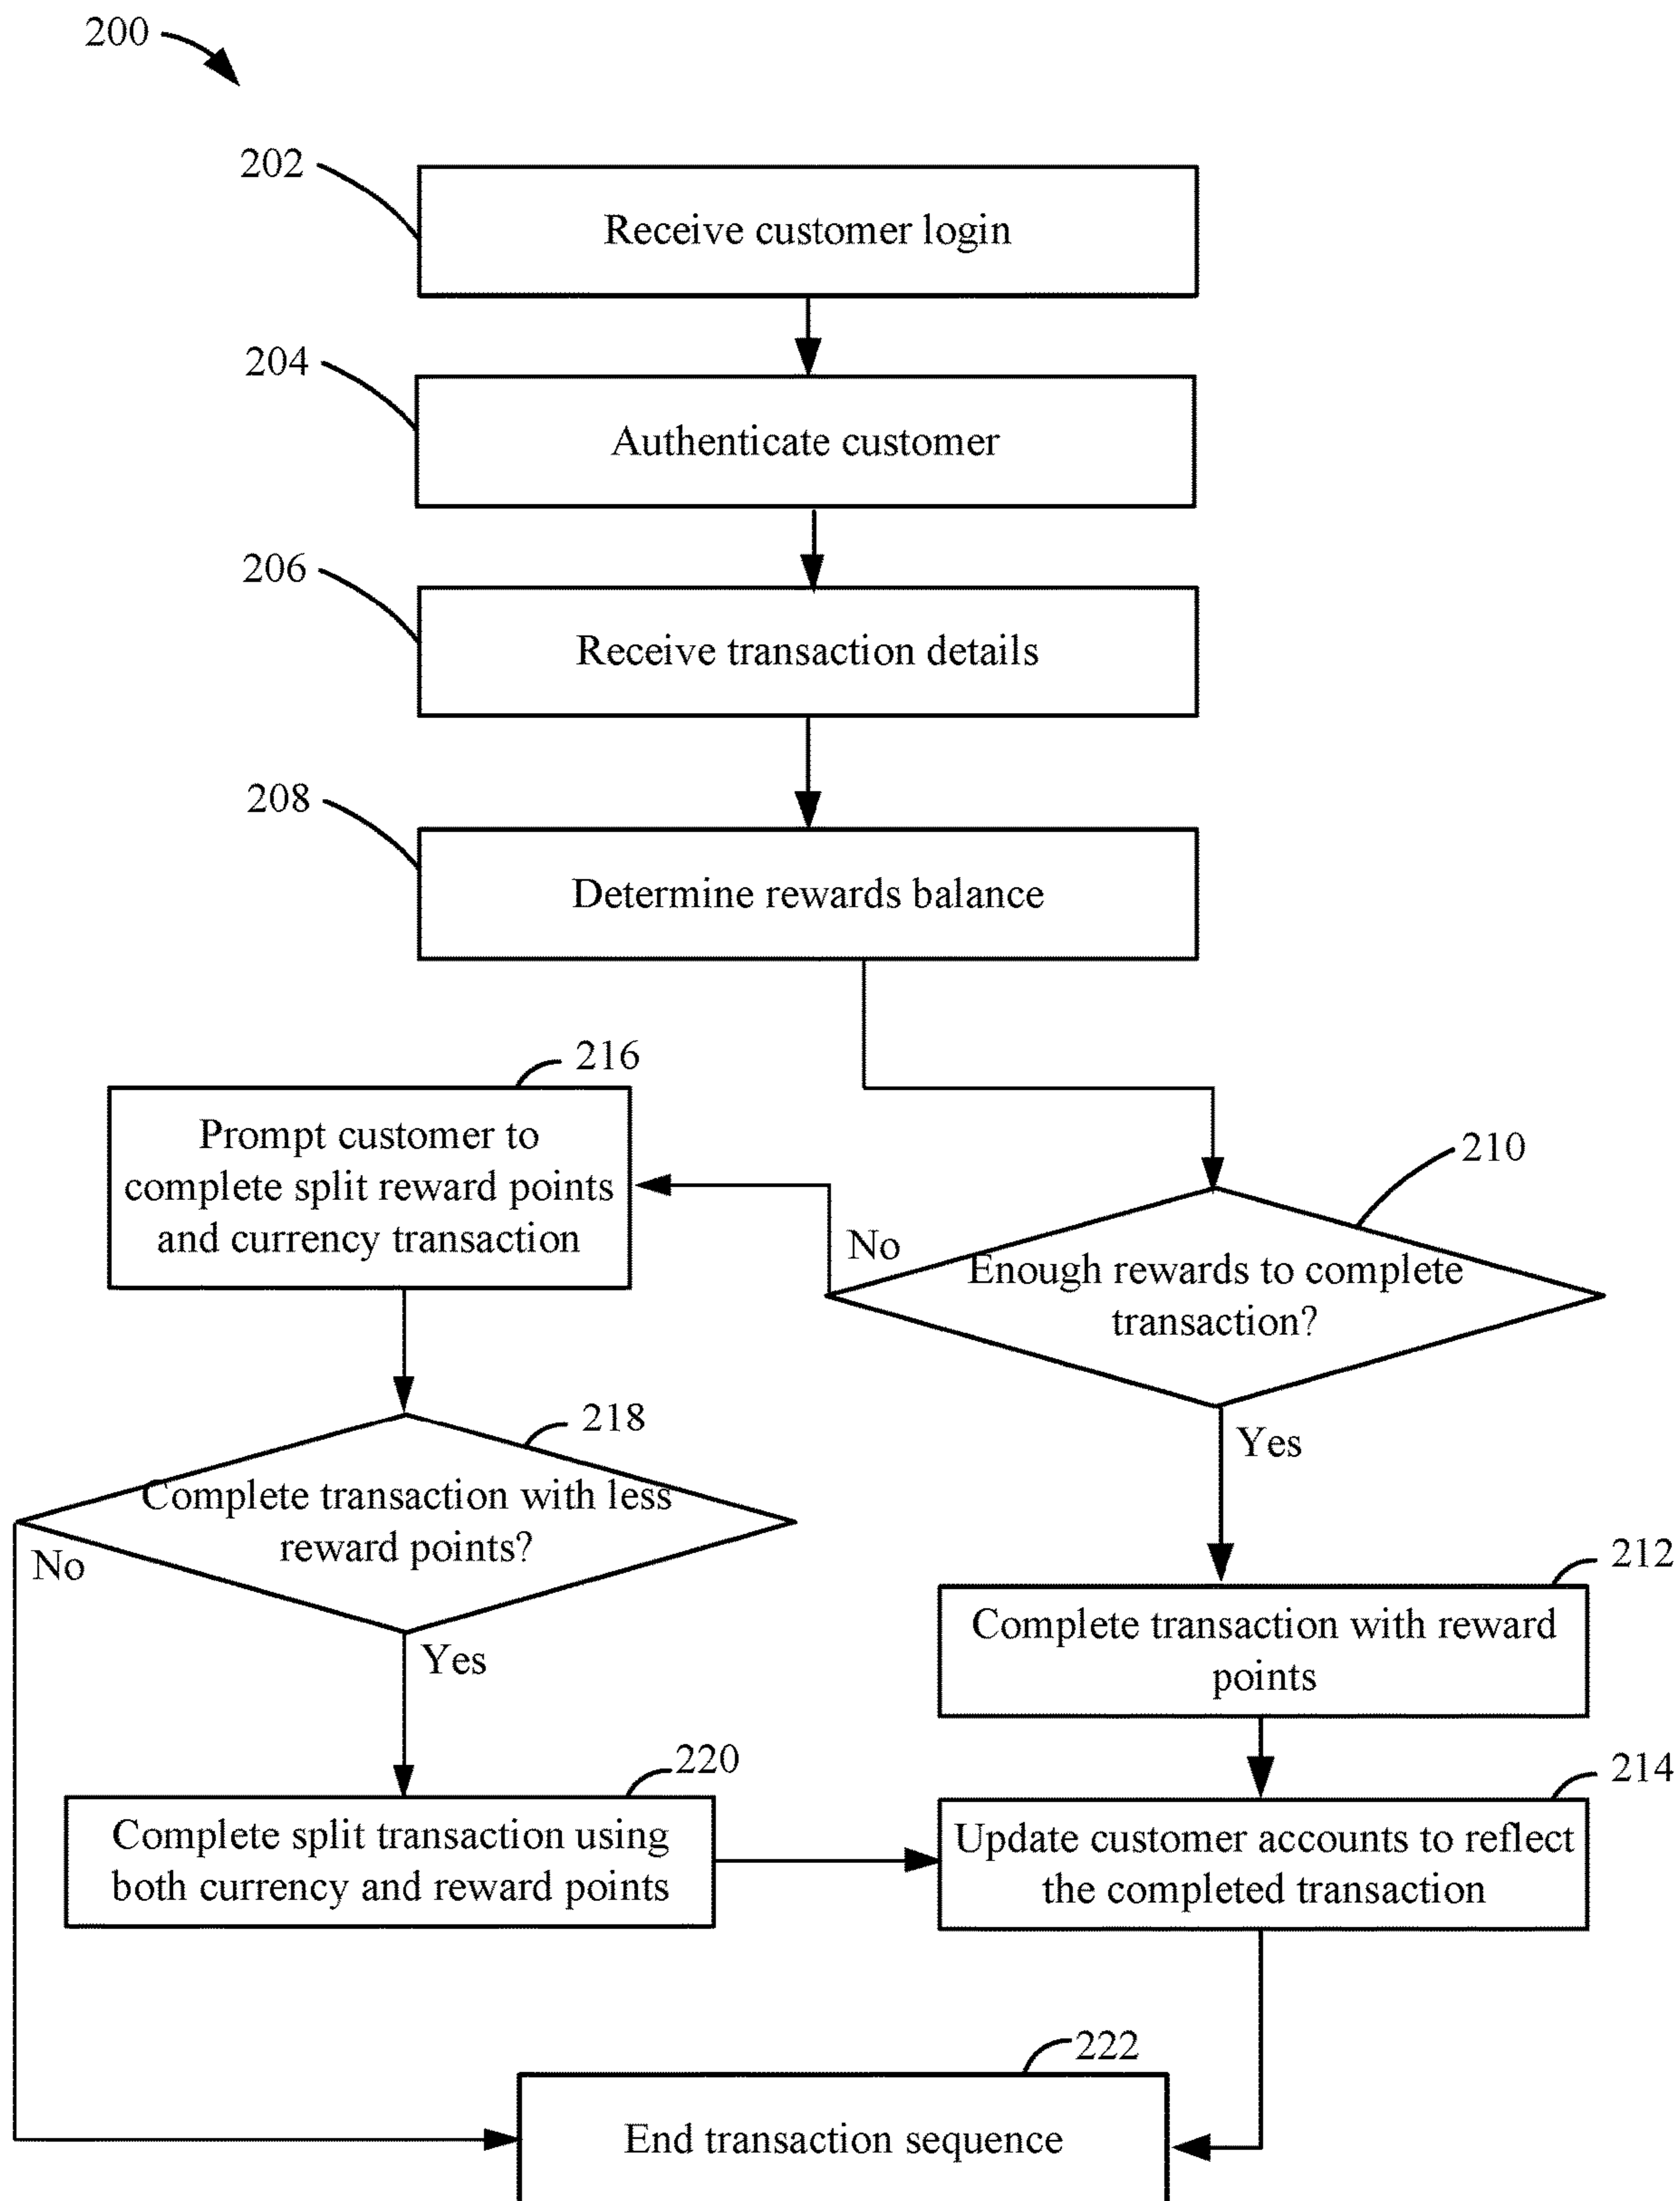 200
202
Receive customer login
204
Authenticate customer
206
Receive transaction details
208
Determine rewards balance
216
Prompt customer to
complete split reward points
and currency transaction
210
No
Enough rewards to complete
transaction?
Yes
218
Complete transaction with less
reward points?
No
Yes
212
Complete transaction with reward
points
220
Complete split transaction using
both currency and reward points
214
Update customer accounts to reflect
the completed transaction
222
End transaction sequence